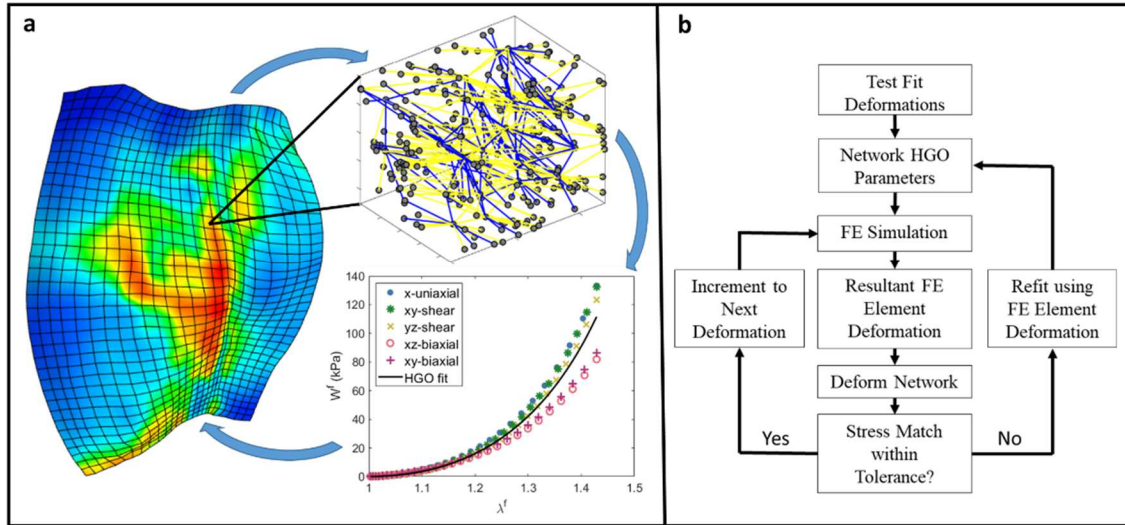 a
140
120
100
80
60
40
20
0
W^f (kPa)
x-uniaxial
xy-shear
yz-shear
xz-biaxial
xy-biaxial
HGO fit
1
1.1
1.2
1.3
1.4
1.5
λ^f
b
Test Fit
Deformations
Network HGO
Parameters
FE Simulation
Increment to
Next
Deformation
Resultant FE
Element
Deformation
Refit using
FE Element
Deformation
Deform Network
Yes
Stress Match
within
Tolerance?
No